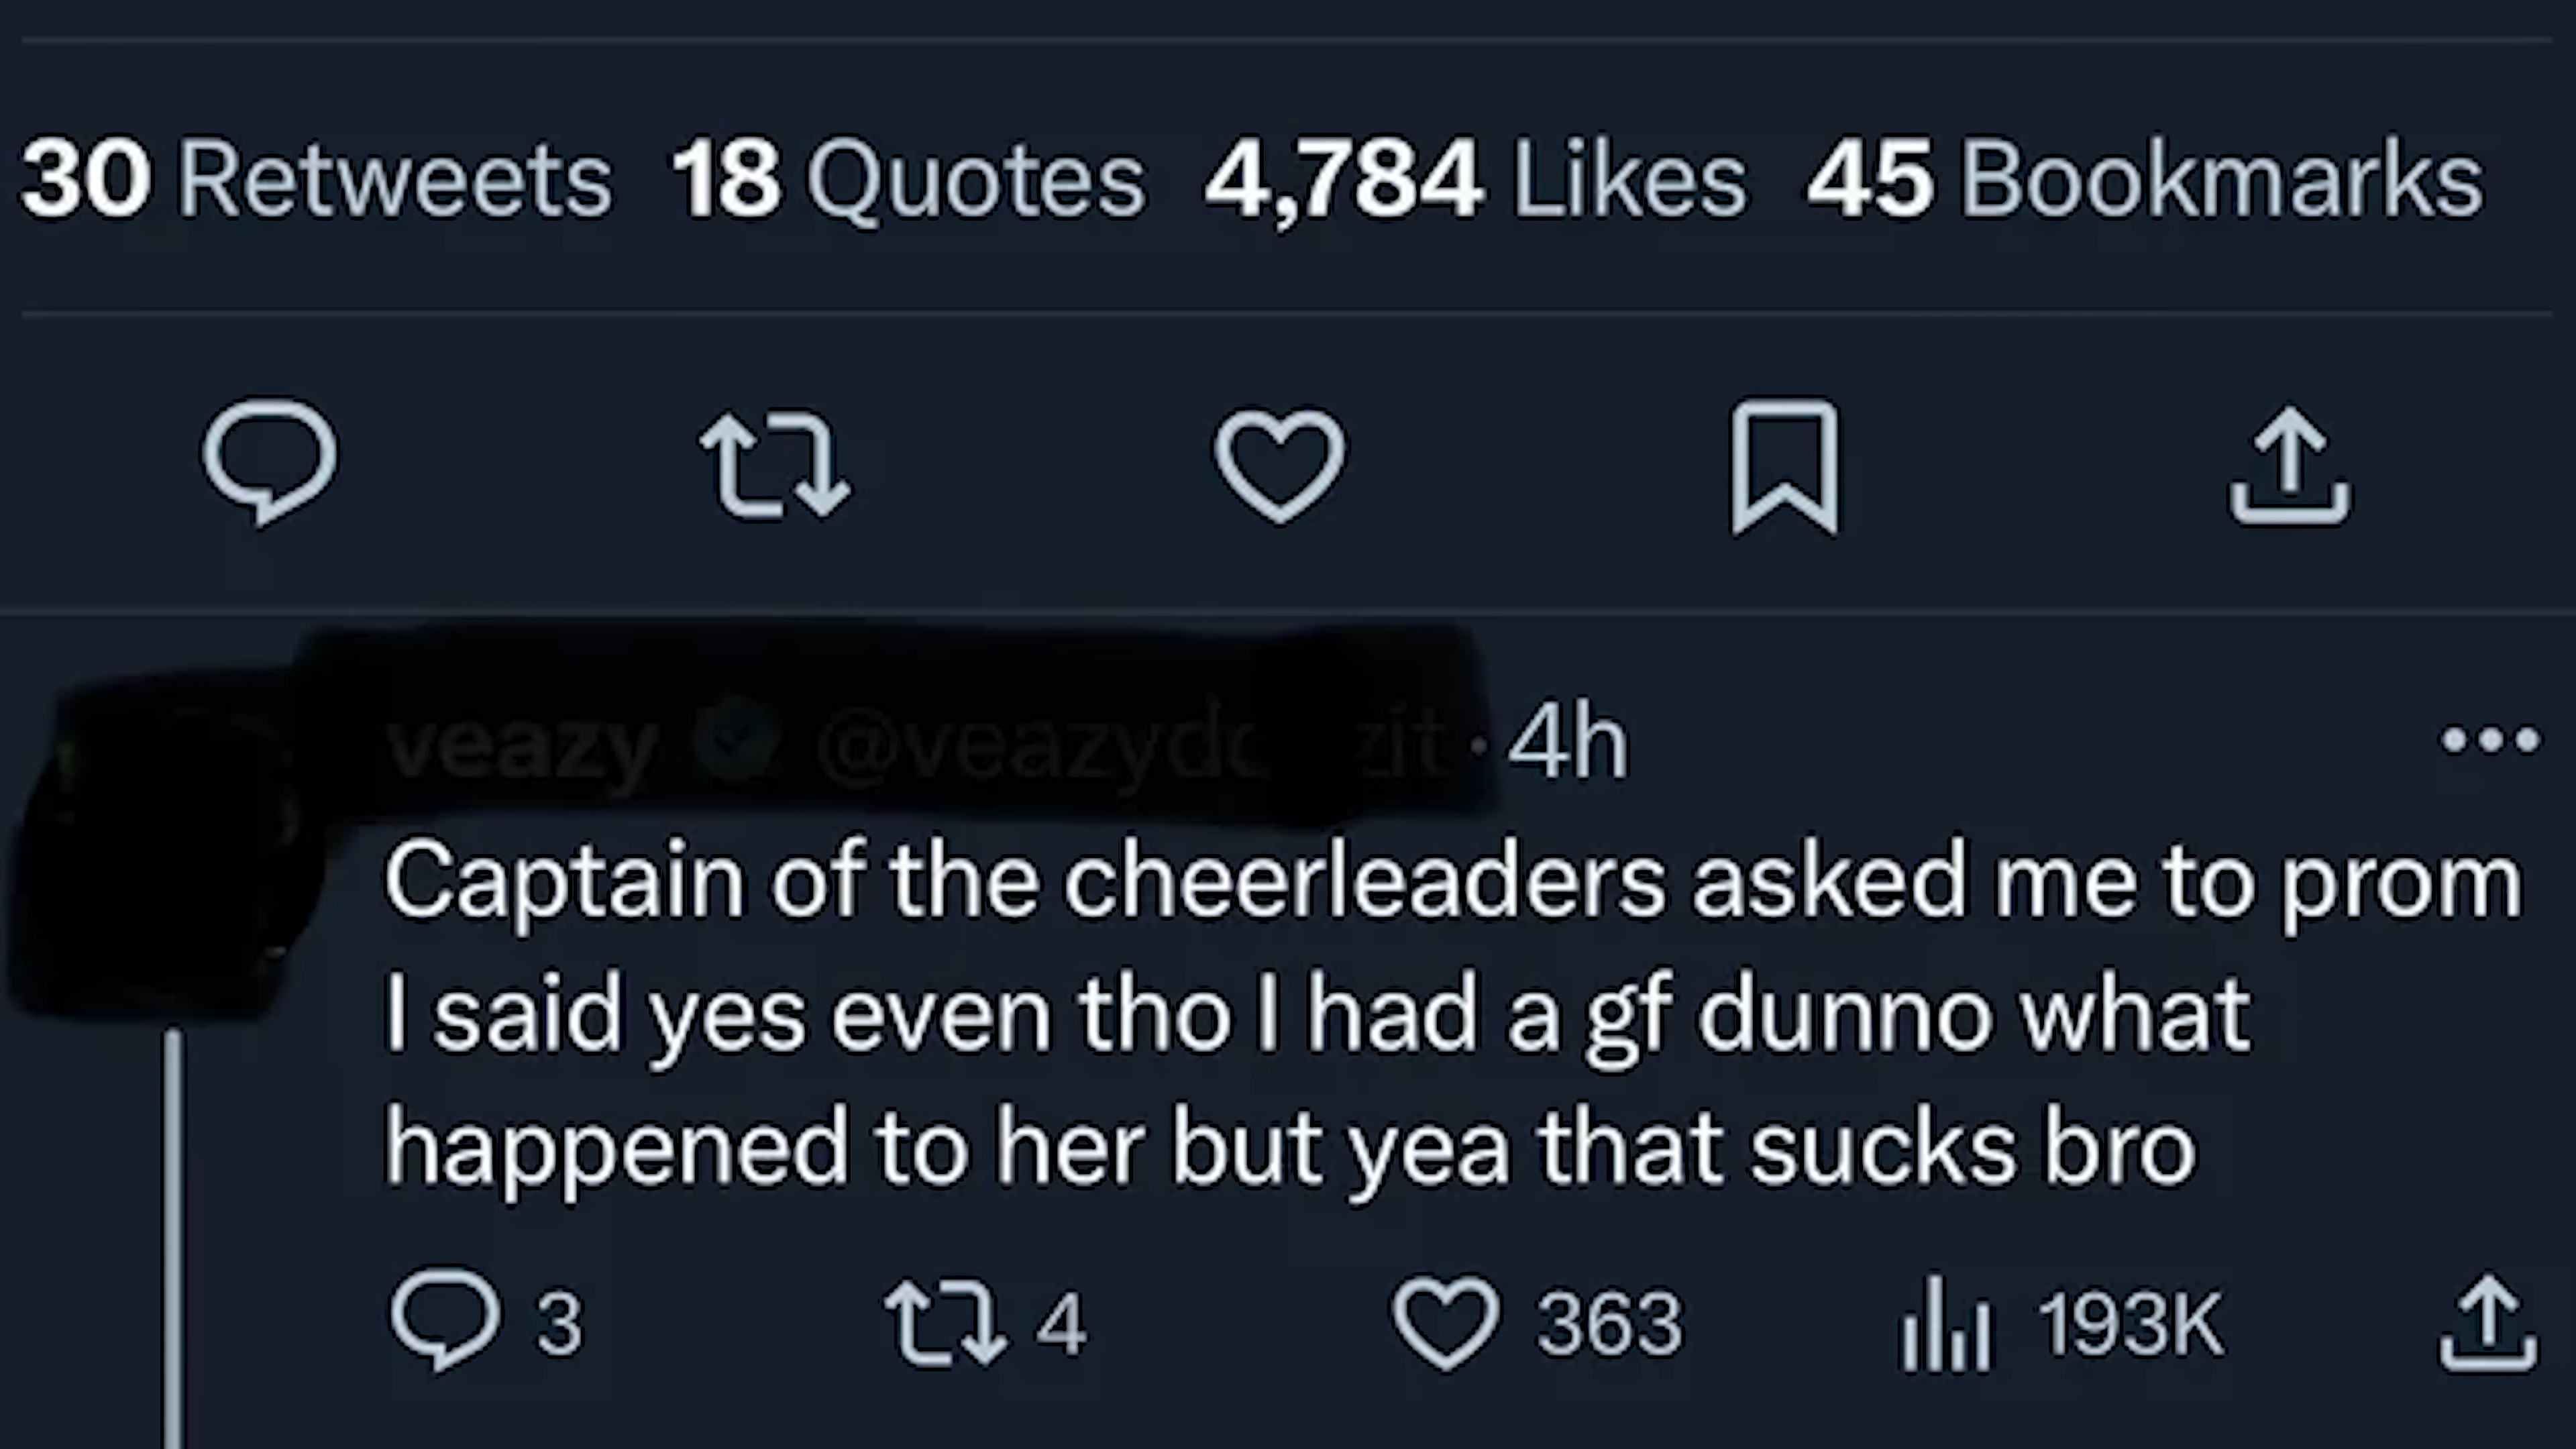 30 Retweets 18 Quotes 4,784 Likes 45 Bookmarks
veazy · 4h
Captain of the cheerleaders asked me to prom
I said yes even tho I had a gf dunno what
happened to her but yea that sucks bro
3 4 363 193K